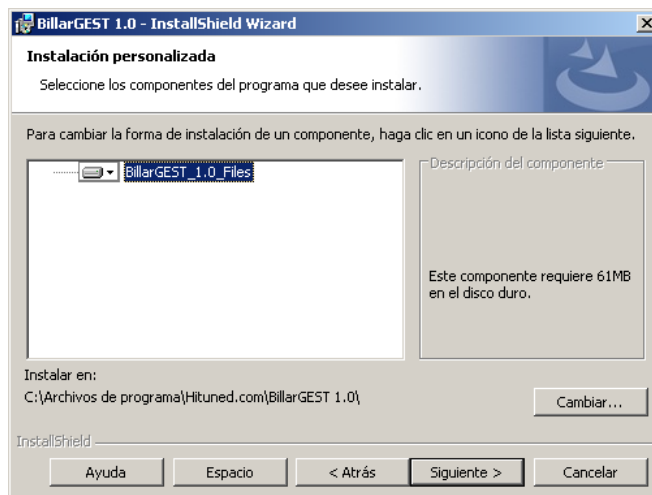 BillarGEST 1.0 - InstallShield Wizard
Instalación personalizada
Seleccione los componentes del programa que desee instalar.
Para cambiar la forma de instalación de un componente, haga clic en un icono de la lista siguiente.
BillarGEST_1.0_Files
Descripción del componente
Este componente requiere 61MB
en el disco duro.
Instalar en:
C:\Archivos de programa\Hituned.com\BillarGEST 1.0\
Cambiar...
InstallShield
Ayuda Espacio < Atrás Siguiente > Cancelar